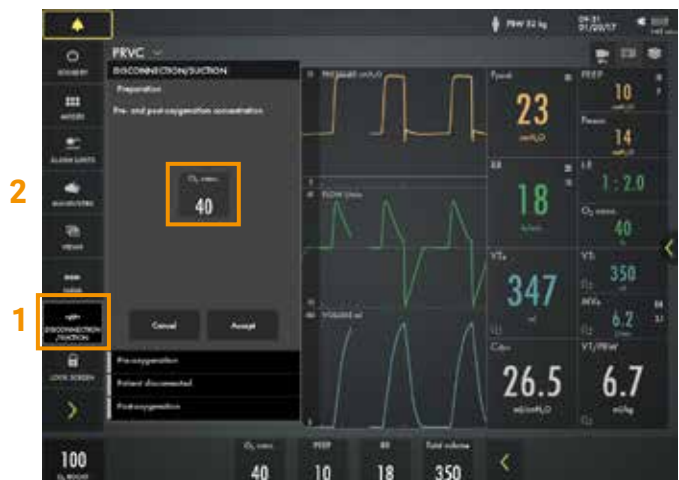 PBW 52 kg
STANDBY
PRVC
MODES
ALARM LIMITS
VIEWS
DISCONNECTION
/SUCTION
LOCK SCREEN
DISCONNECTION/SUCTION
Preparation
Pre- and post-oxygenation concentration
O₂ conc.
40
Cancel
Accept
Pre-oxygenation
Patient disconnected
Post-oxygenation
2
1
PRESSURE cmH₂O
FLOW l/min
VOLUME ml
Ppeak
23
cmH₂O
PEEP
10
cmH₂O
Pmean
14
cmH₂O
RR
18
I:E
1 : 2.0
O₂ conc.
40
%
VTe
347
ml
VTi
350
ml
MVe
6.2
l/min
Cdyn
26.5
ml/cmH₂O
VT/PBW
6.7
ml/kg
100
O₂ BOOST
O₂ conc.
40
PEEP
10
RR
18
Tidal volume
350